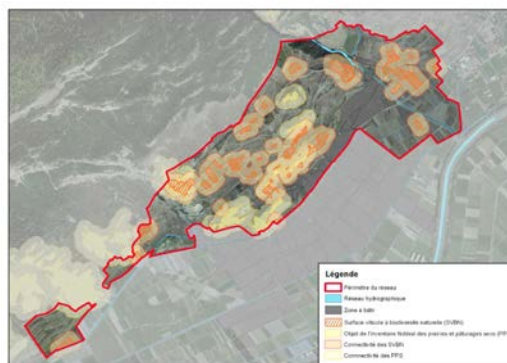 Légende
Périmètre du réseau
Réseau hydrographique
Zone à bâtir
Surface viticole à biodiversité naturelle (SVBN)
Objet de l'inventaire fédéral des prairies et pâturages secs (PPS)
Connectivité des SVBN
Connectivité des PPS